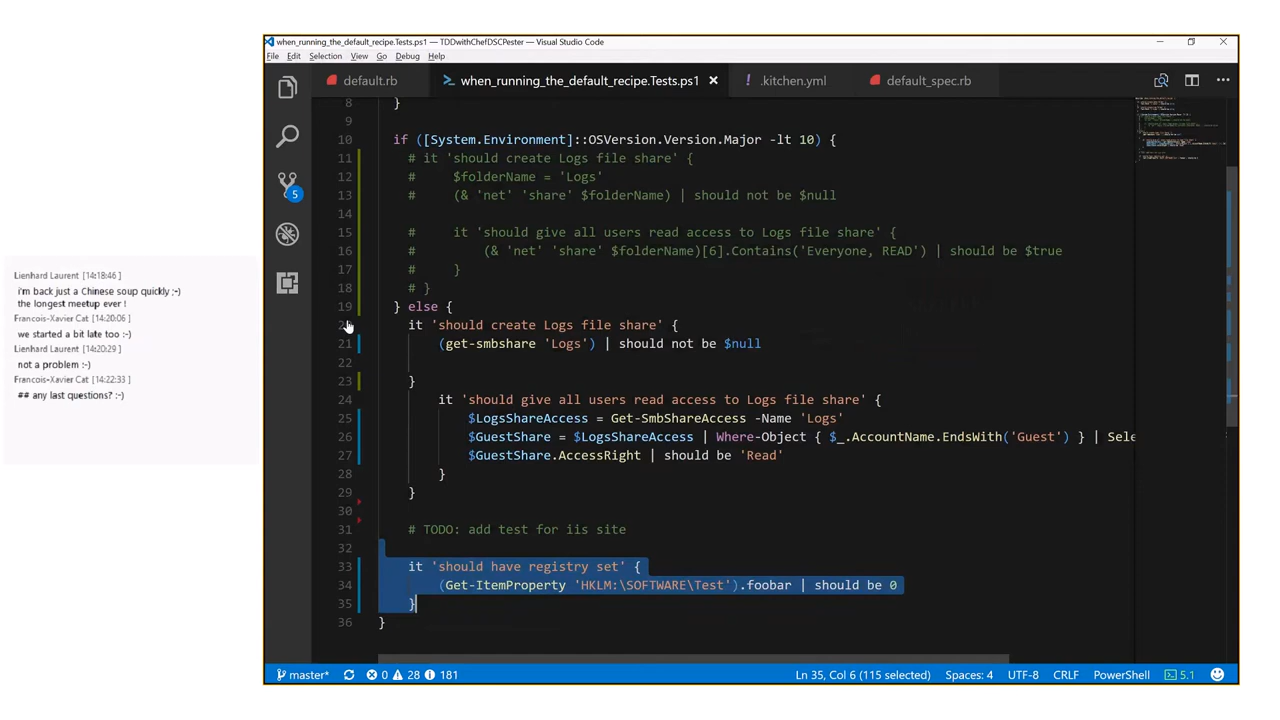 when_running_the_default_recipe.Tests.ps1 — TDDwithChefDSCPester — Visual Studio Code
File Edit Selection View Go Debug Help
default.rb when_running_the_default_recipe.Tests.ps1 .kitchen.yml default_spec.rb
8 }
9
10 if ([System.Environment]::OSVersion.Version.Major -lt 10) {
11 # it 'should create Logs file share' {
12 # $folderName = 'Logs'
13 # (& 'net' 'share' $folderName) | should not be $null
14
15 # it 'should give all users read access to Logs file share' {
16 # (& 'net' 'share' $folderName)[6].Contains('Everyone, READ') | should be $true
17 # }
18 # }
19 } else {
it 'should create Logs file share' {
21 (get-smbshare 'Logs') | should not be $null
22
23 }
24 it 'should give all users read access to Logs file share' {
25 $LogsShareAccess = Get-SmbShareAccess -Name 'Logs'
26 $GuestShare = $LogsShareAccess | Where-Object { $_.AccountName.EndsWith('Guest') } | Sele
27 $GuestShare.AccessRight | should be 'Read'
28 }
29 }
30
31 # TODO: add test for iis site
32
33 it 'should have registry set' {
34 (Get-ItemProperty 'HKLM:\SOFTWARE\Test').foobar | should be 0
35 }
36 }
5
master* 0 28 181 Ln 35, Col 6 (115 selected) Spaces: 4 UTF-8 CRLF PowerShell 5.1
Lienhard Laurent [14:18:46 ]
i'm back just a Chinese soup quickly ;-)
the longest meetup ever !
Francois-Xavier Cat [14:20:06 ]
we started a bit late too :-)
Lienhard Laurent [14:20:29 ]
not a problem :-)
Francois-Xavier Cat [14:22:33 ]
## any last questions? :-)